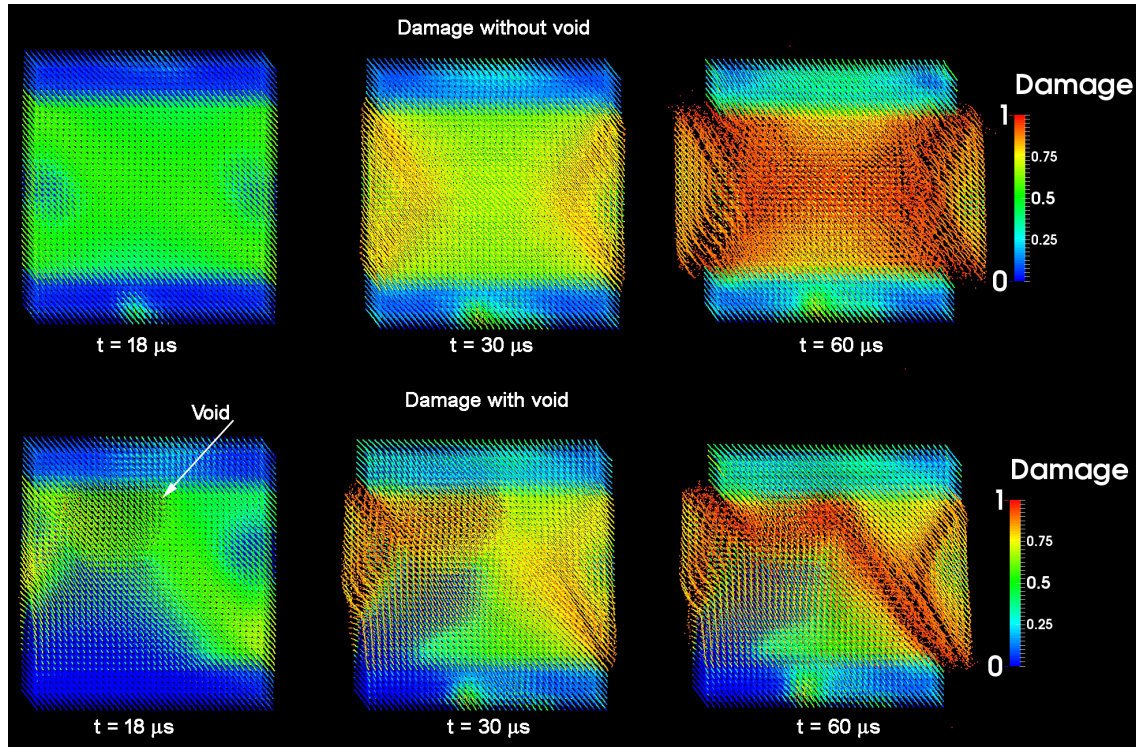 Damage without void
Damage
1
0.75
0.5
0.25
0
t = 18 μs
t = 30 μs
t = 60 μs
Damage with void
Void
Damage
1
0.75
0.5
0.25
0
t = 18 μs
t = 30 μs
t = 60 μs